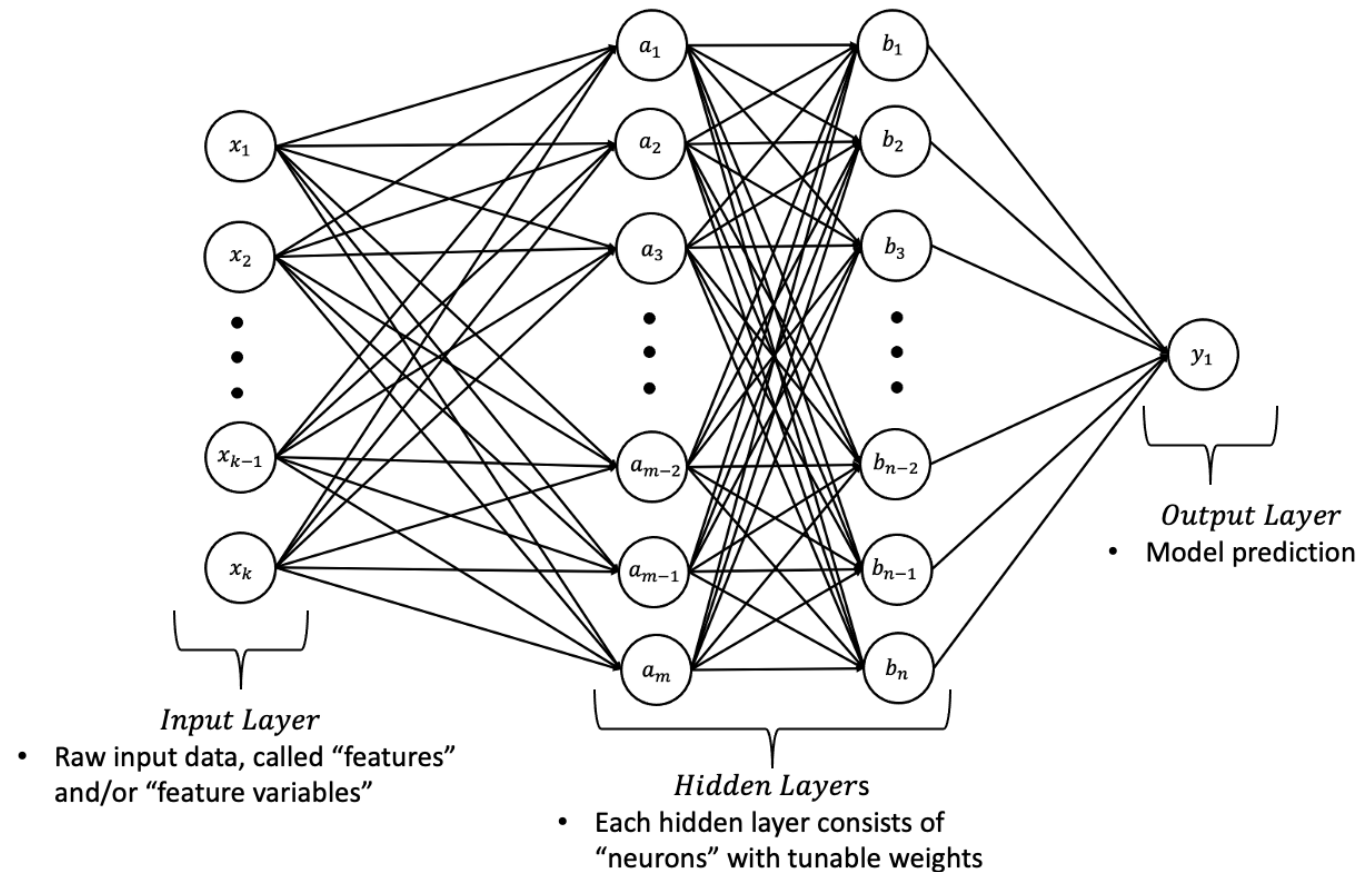 x₁
x₂
xₖ₋₁
xₖ
a₁
a₂
a₃
aₘ₋₂
aₘ₋₁
aₘ
b₁
b₂
b₃
bₙ₋₂
bₙ₋₁
bₙ
y₁
Input Layer
• Raw input data, called “features”
and/or “feature variables”
Hidden Layers
• Each hidden layer consists of
“neurons” with tunable weights
Output Layer
• Model prediction